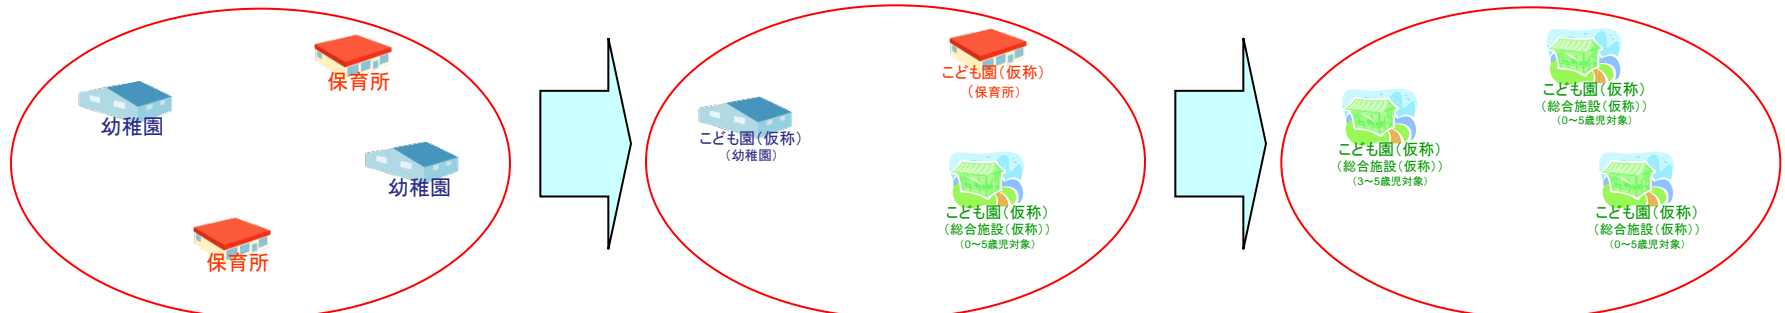 保育所
幼稚園
幼稚園
保育所
こども園(仮称)
(保育所)
こども園(仮称)
(幼稚園)
こども園(仮称)
(総合施設(仮称))
(0～5歳児対象)
こども園(仮称)
(総合施設(仮称))
(0～5歳児対象)
こども園(仮称)
(総合施設(仮称))
(3～5歳児対象)
こども園(仮称)
(総合施設(仮称))
(0～5歳児対象)